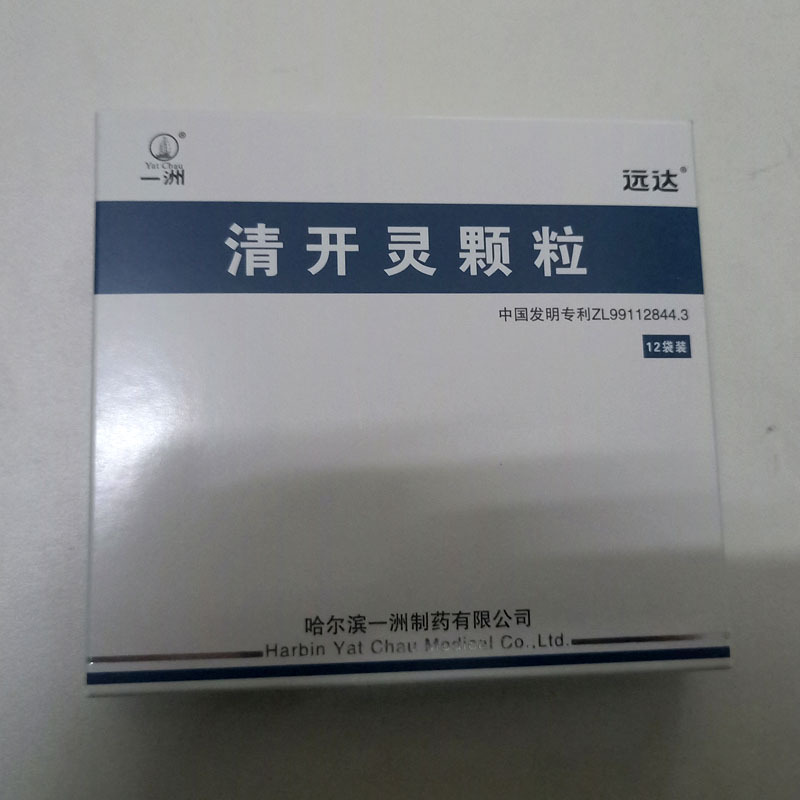 Yat Chau
一洲
远达
清开灵颗粒
中国发明专利ZL99112844.3
12袋装
哈尔滨一洲制药有限公司
Harbin Yat Chau Medical Co.,Ltd.